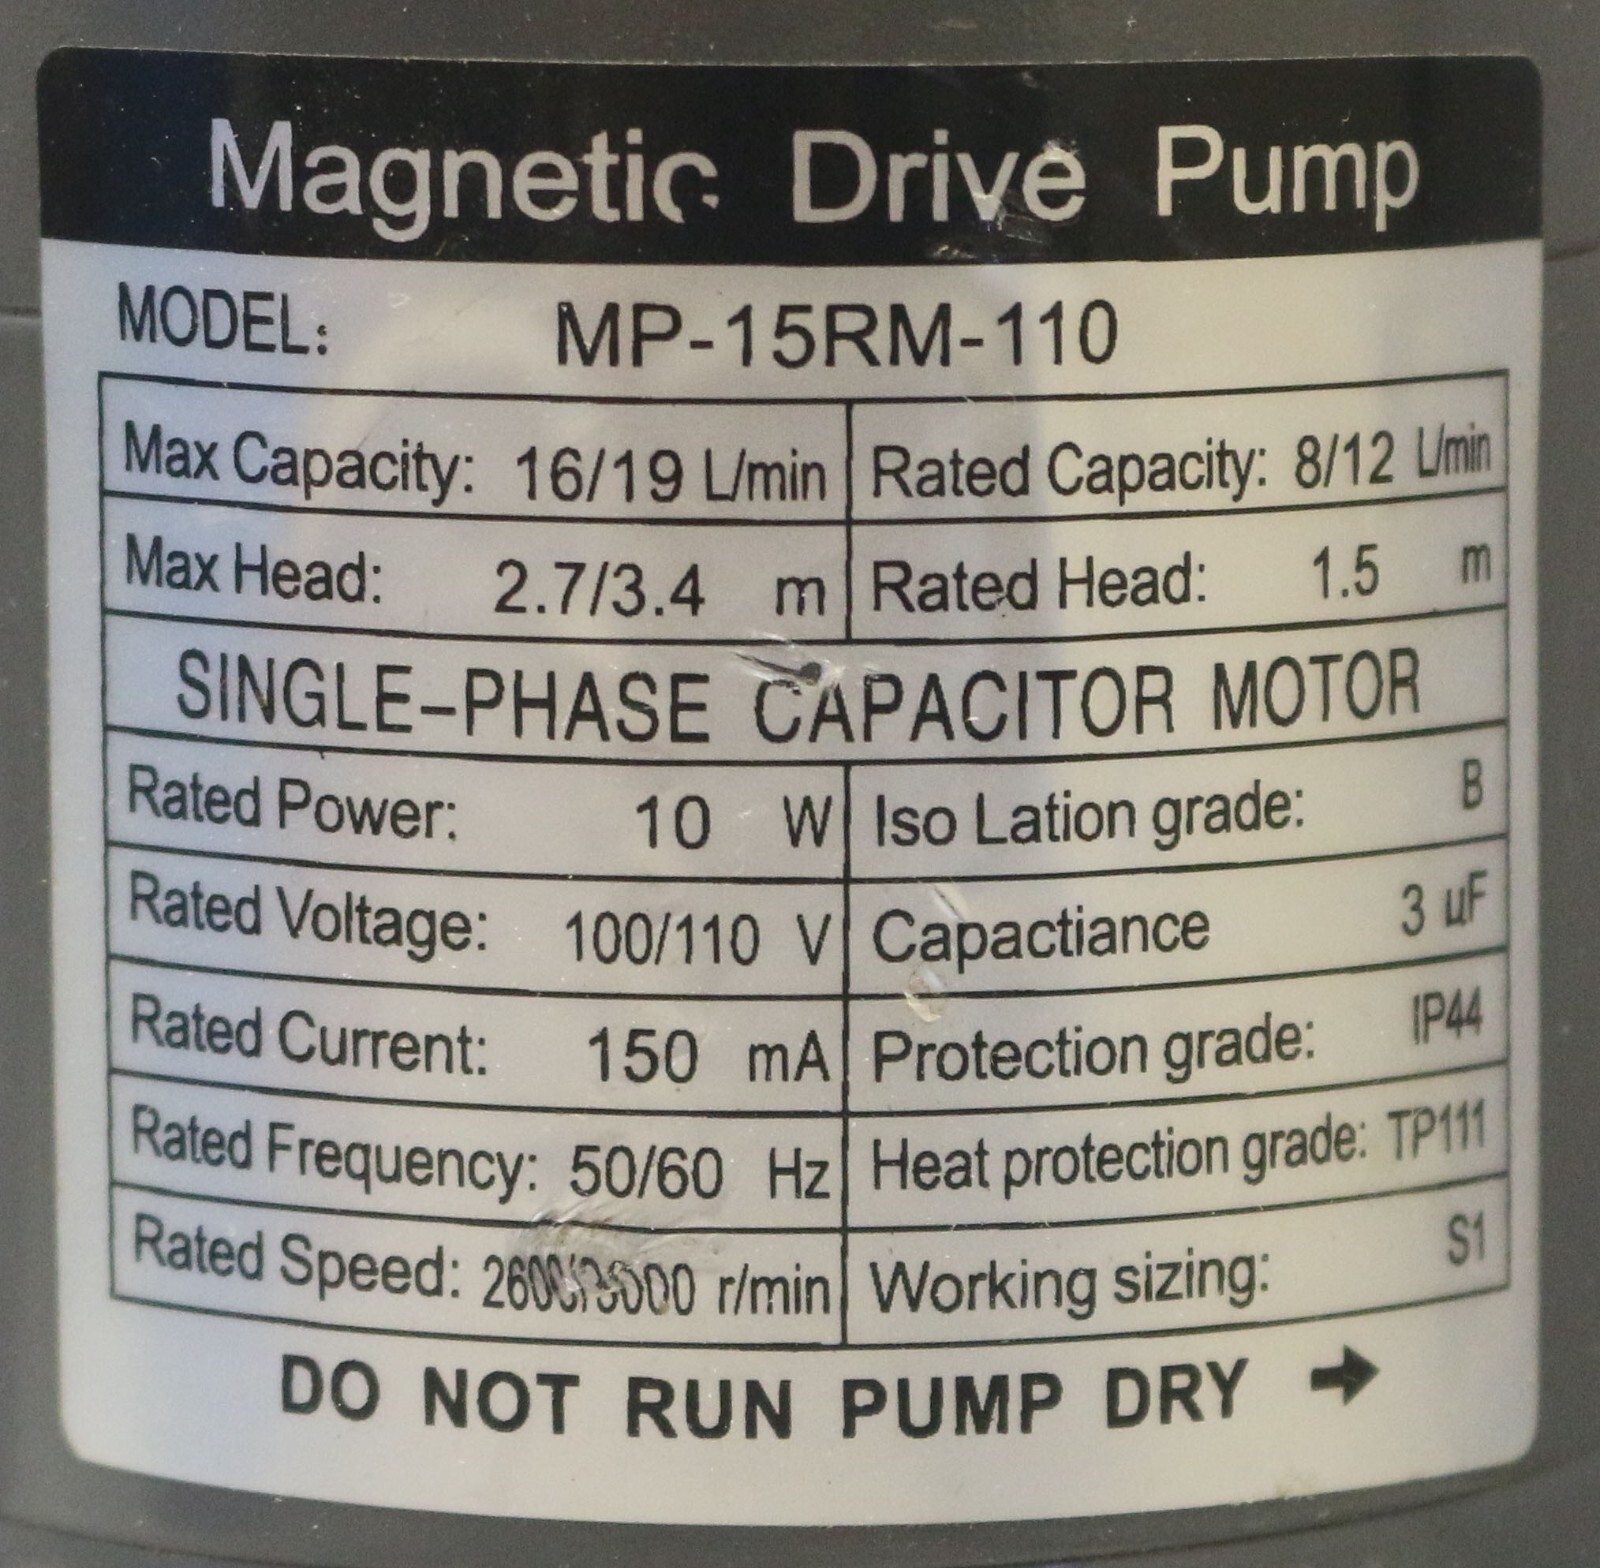 Magnetic Drive Pump
MODEL: MP-15RM-110
Max Capacity: 16/19 L/min Rated Capacity: 8/12 L/min
Max Head: 2.7/3.4 m Rated Head: 1.5 m
SINGLE-PHASE CAPACITOR MOTOR
Rated Power: 10 W Iso Lation grade: B
Rated Voltage: 100/110 V Capactiance 3 uF
Rated Current: 150 mA Protection grade: IP44
Rated Frequency: 50/60 Hz Heat protection grade: TP111
Rated Speed: 2600/3000 r/min Working sizing: S1
DO NOT RUN PUMP DRY →